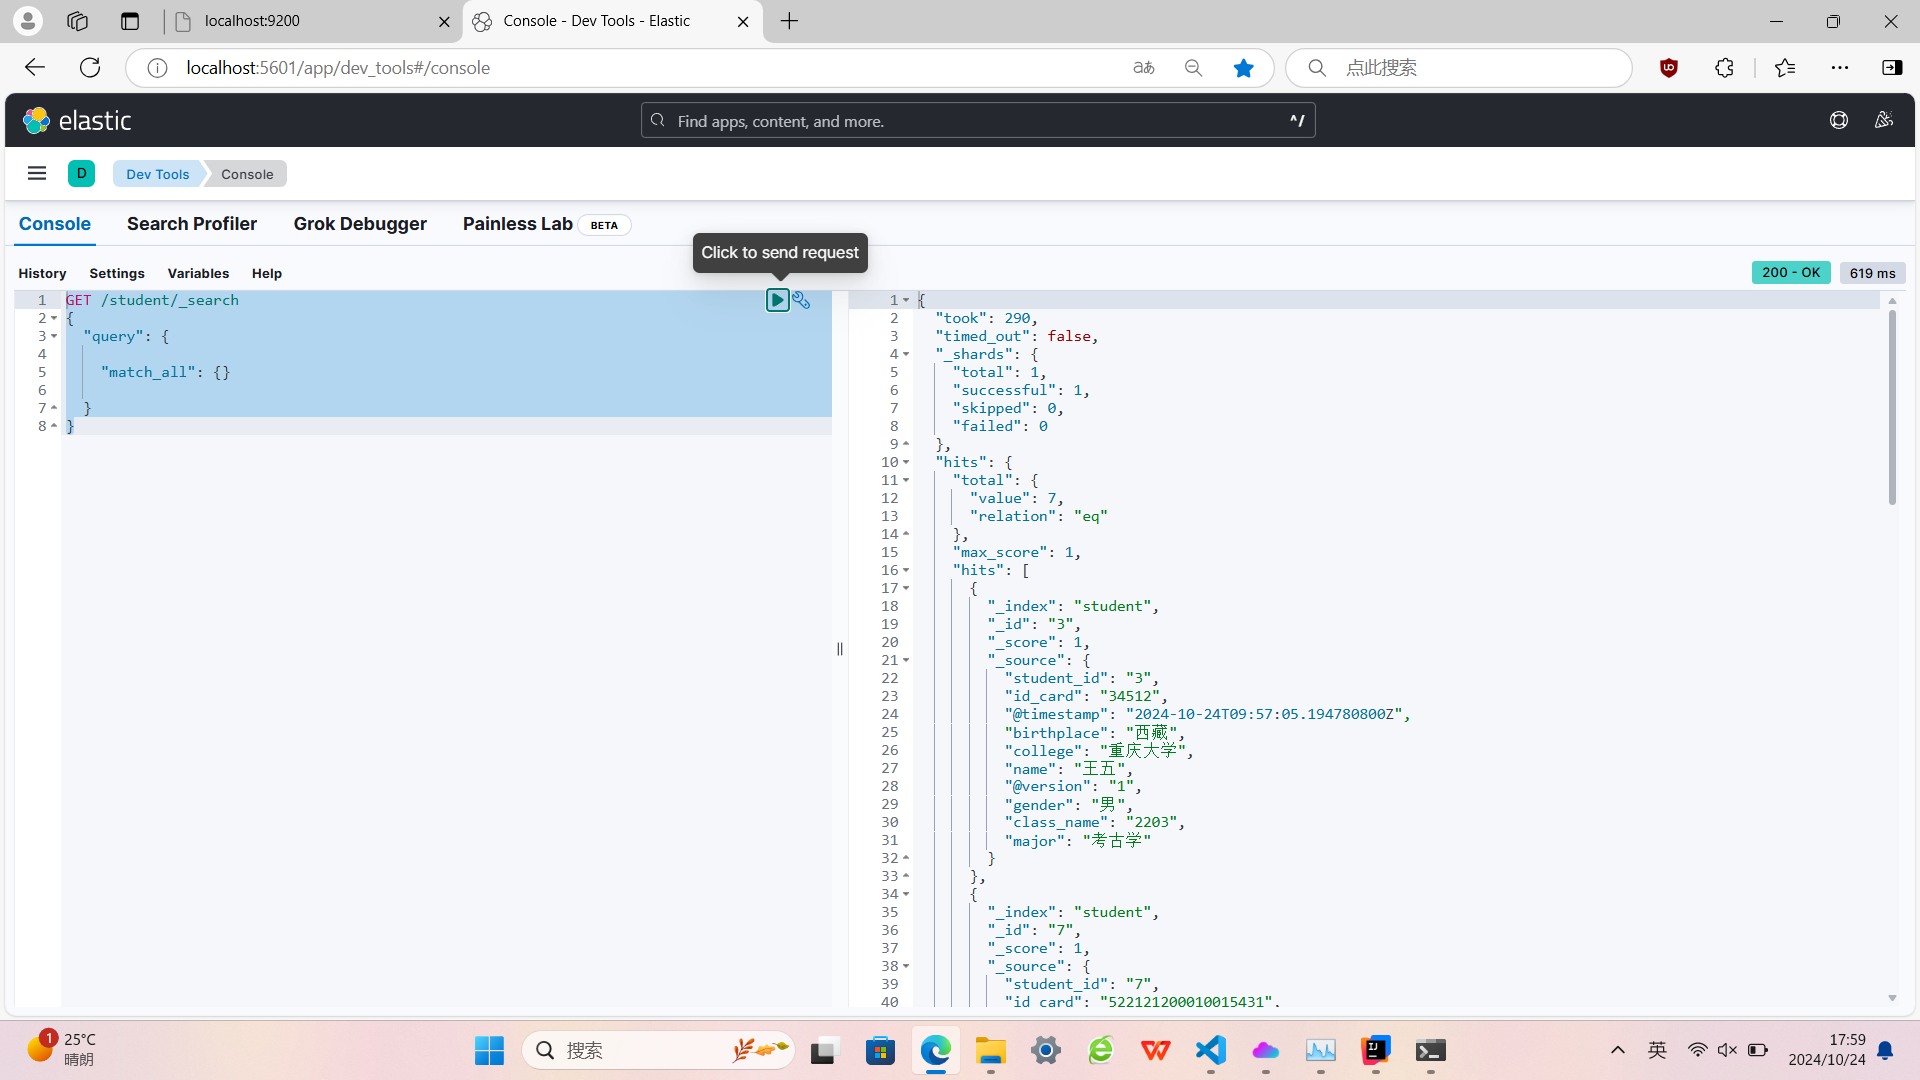 localhost:9200
Console - Dev Tools - Elastic
localhost:5601/app/dev_tools#/console
点此搜索
elastic
Find apps, content, and more.
^/
D
Dev Tools
Console
Console
Search Profiler
Grok Debugger
Painless Lab
BETA
Click to send request
History
Settings
Variables
Help
200 - OK
619 ms
1 GET /student/_search
2 {
3 "query": {
4
5 "match_all": {}
6
7 }
8 }
1 {
2 "took": 290,
3 "timed_out": false,
4 "_shards": {
5 "total": 1,
6 "successful": 1,
7 "skipped": 0,
8 "failed": 0
9 },
10 "hits": {
11 "total": {
12 "value": 7,
13 "relation": "eq"
14 },
15 "max_score": 1,
16 "hits": [
17 {
18 "_index": "student",
19 "_id": "3",
20 "_score": 1,
21 "_source": {
22 "student_id": "3",
23 "id_card": "34512",
24 "@timestamp": "2024-10-24T09:57:05.194780800Z",
25 "birthplace": "西藏",
26 "college": "重庆大学",
27 "name": "王五",
28 "@version": "1",
29 "gender": "男",
30 "class_name": "2203",
31 "major": "考古学"
32 }
33 },
34 {
35 "_index": "student",
36 "_id": "7",
37 "_score": 1,
38 "_source": {
39 "student_id": "7",
40 "id_card": "522121200010015431",
1
25°C
晴朗
搜索
英
17:59
2024/10/24